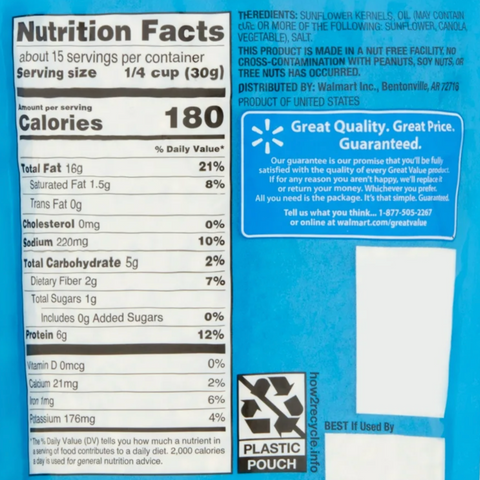 Nutrition Facts
about 15 servings per container
Serving size 1/4 cup (30g)
Amount per serving
Calories 180
% Daily Value*
Total Fat 16g 21%
Saturated Fat 1.5g 8%
Trans Fat 0g
Cholesterol 0mg 0%
Sodium 220mg 10%
Total Carbohydrate 5g 2%
Dietary Fiber 2g 7%
Total Sugars 1g
Includes 0g Added Sugars 0%
Protein 6g 12%
Vitamin D 0mcg 0%
Calcium 21mg 2%
Iron 1mg 6%
Potassium 176mg 4%
*The % Daily Value (DV) tells you how much a nutrient in
a serving of food contributes to a daily diet. 2,000 calories
a day is used for general nutrition advice.
SUNFLOWER KERNELS, OIL (MAY CONTAIN
OR MORE OF THE FOLLOWING: SUNFLOWER, CANOLA,
VEGETABLE), SALT.
THIS PRODUCT IS MADE IN A NUT FREE FACILITY. NO
CROSS-CONTAMINATION WITH PEANUTS, SOY NUTS, OR
TREE NUTS HAS OCCURRED.
DISTRIBUTED BY: Walmart Inc., Bentonville, AR 72716
PRODUCT OF UNITED STATES
Great Quality. Great Price.
Guaranteed.
Our guarantee is our promise that you'll be fully
satisfied with the quality of every Great Value product.
If for any reason you aren't happy, we'll replace it
or return your money. Whichever you prefer.
All you need is the package. It's that simple. Guaranteed.
Tell us what you think... 1-877-505-2267
or online at walmart.com/greatvalue
PLASTIC
POUCH
how2recycle.info
BEST If Used By